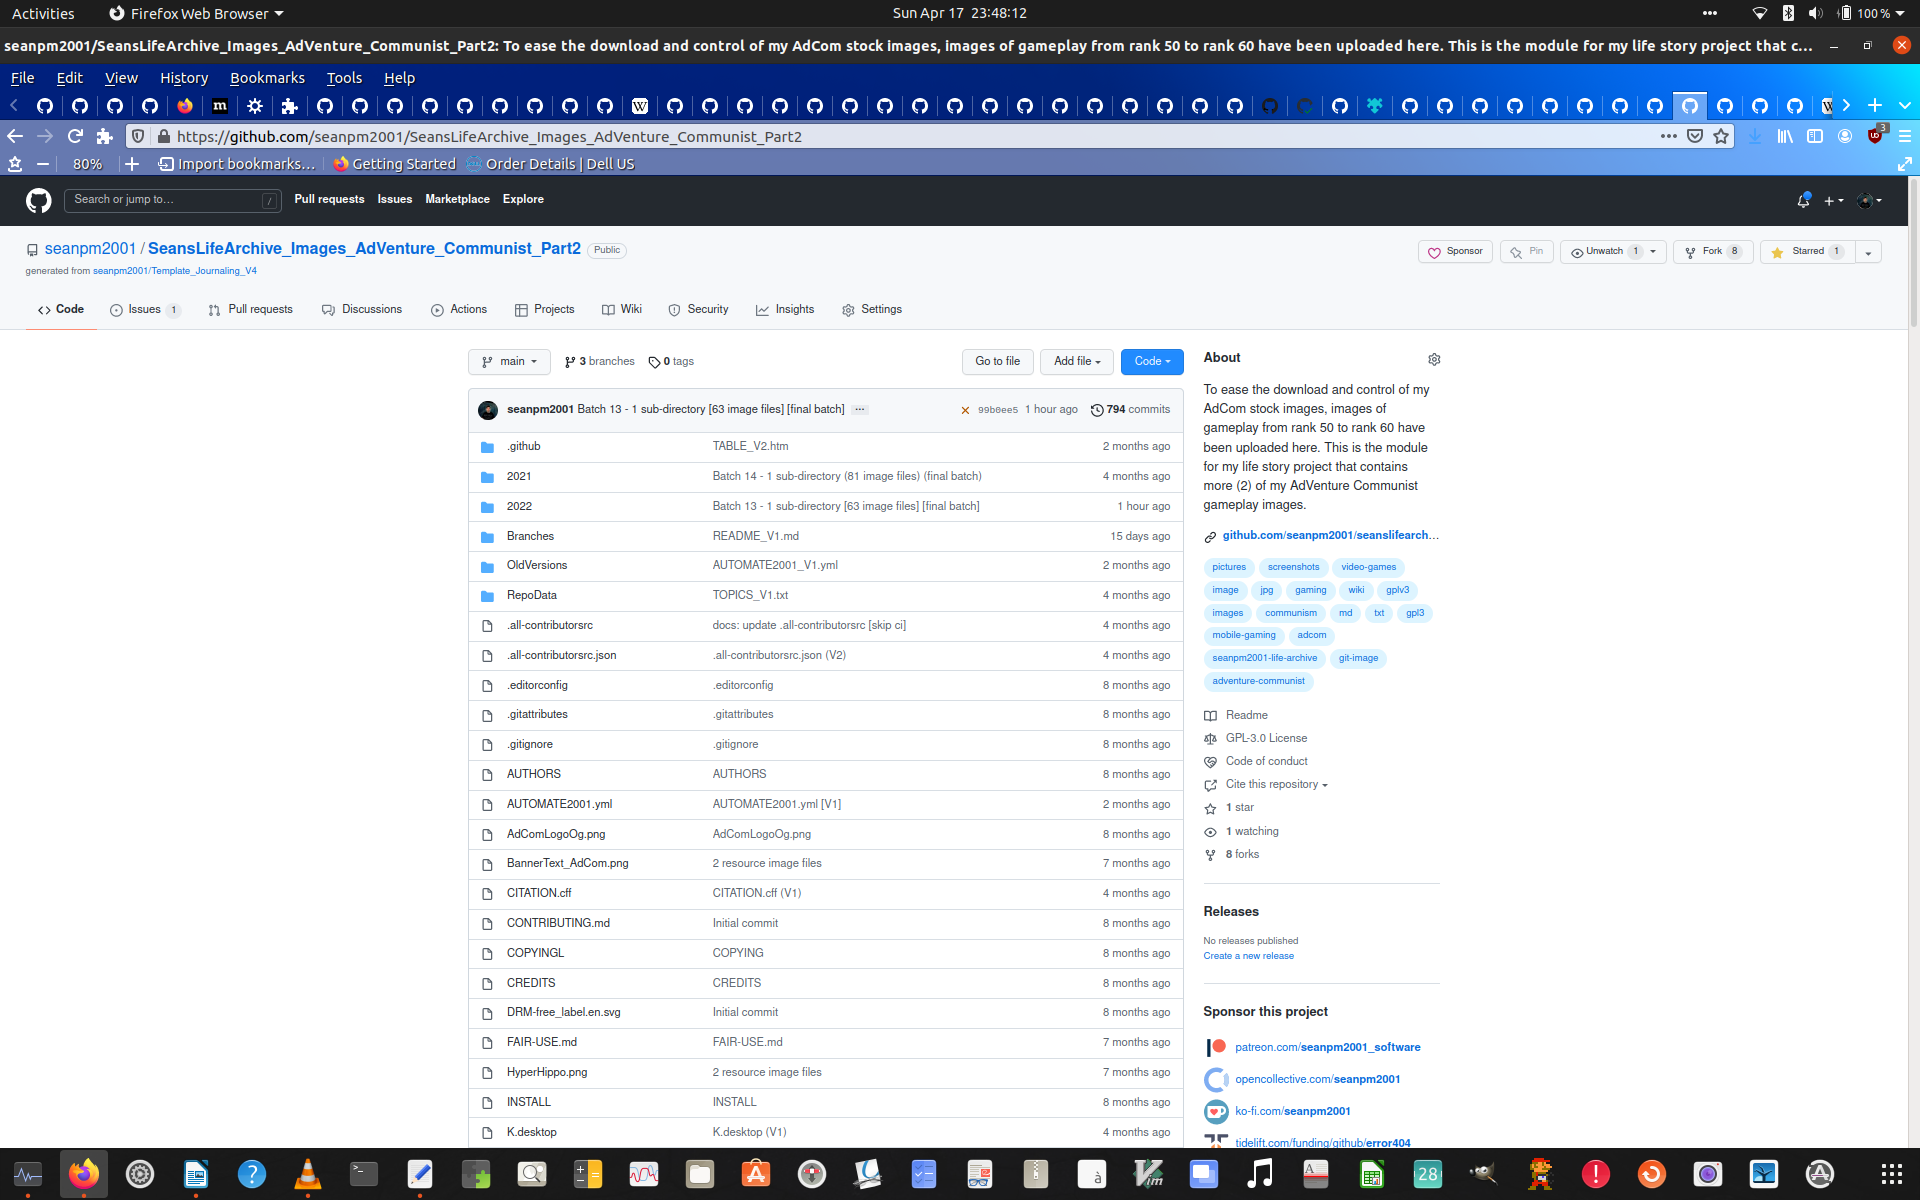 Activities
Firefox Web Browser
Sun Apr 17 23:48:12
100 %
seanpm2001/SeansLifeArchive_Images_AdVenture_Communist_Part2: To ease the download and control of my AdCom stock images, images of gameplay from rank 50 to rank 60 have been uploaded here. This is the module for my life story project that c...
File Edit View History Bookmarks Tools Help
https://github.com/seanpm2001/SeansLifeArchive_Images_AdVenture_Communist_Part2
3
80%
Import bookmarks...
Getting Started
Order Details | Dell US
Search or jump to... /
Pull requests Issues Marketplace Explore
seanpm2001 / SeansLifeArchive_Images_AdVenture_Communist_Part2 Public
generated from seanpm2001/Template_Journaling_V4
Sponsor
Pin
Unwatch 1
Fork 8
Starred 1
Code
Issues 1
Pull requests
Discussions
Actions
Projects
Wiki
Security
Insights
Settings
main
3 branches
0 tags
Go to file
Add file
Code
seanpm2001 Batch 13 - 1 sub-directory [63 image files] [final batch] ... 99b0ee5 1 hour ago 794 commits
.github TABLE_V2.htm 2 months ago
2021 Batch 14 - 1 sub-directory (81 image files) (final batch) 4 months ago
2022 Batch 13 - 1 sub-directory [63 image files] [final batch] 1 hour ago
Branches README_V1.md 15 days ago
OldVersions AUTOMATE2001_V1.yml 2 months ago
RepoData TOPICS_V1.txt 4 months ago
.all-contributorsrc docs: update .all-contributorsrc [skip ci] 4 months ago
.all-contributorsrc.json .all-contributorsrc.json (V2) 4 months ago
.editorconfig .editorconfig 8 months ago
.gitattributes .gitattributes 8 months ago
.gitignore .gitignore 8 months ago
AUTHORS AUTHORS 8 months ago
AUTOMATE2001.yml AUTOMATE2001.yml [V1] 2 months ago
AdComLogoOg.png AdComLogoOg.png 8 months ago
BannerText_AdCom.png 2 resource image files 7 months ago
CITATION.cff CITATION.cff (V1) 4 months ago
CONTRIBUTING.md Initial commit 8 months ago
COPYINGL COPYING 8 months ago
CREDITS CREDITS 8 months ago
DRM-free_label.en.svg Initial commit 8 months ago
FAIR-USE.md FAIR-USE.md 7 months ago
HyperHippo.png 2 resource image files 7 months ago
INSTALL INSTALL 8 months ago
K.desktop K.desktop (V1) 4 months ago
About
To ease the download and control of my
AdCom stock images, images of
gameplay from rank 50 to rank 60 have
been uploaded here. This is the module
for my life story project that contains
more (2) of my AdVenture Communist
gameplay images.
github.com/seanpm2001/seanslifearch...
pictures screenshots video-games
image jpg gaming wiki gplv3
images communism md txt gpl3
mobile-gaming adcom
seanpm2001-life-archive git-image
adventure-communist
Readme
GPL-3.0 License
Code of conduct
Cite this repository
1 star
1 watching
8 forks
Releases
No releases published
Create a new release
Sponsor this project
patreon.com/seanpm2001_software
opencollective.com/seanpm2001
ko-fi.com/seanpm2001
tidelift.com/funding/github/error404
28